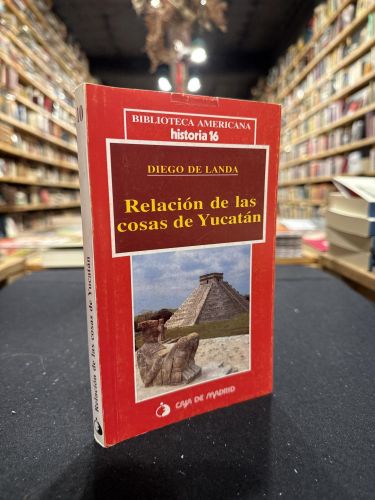 BIBLIOTECA AMERICANA
historia 16
DIEGO DE LANDA
Relación de las
cosas de Yucatán
CAJA DE MADRID
Relación de las cosas de Yucatán
10